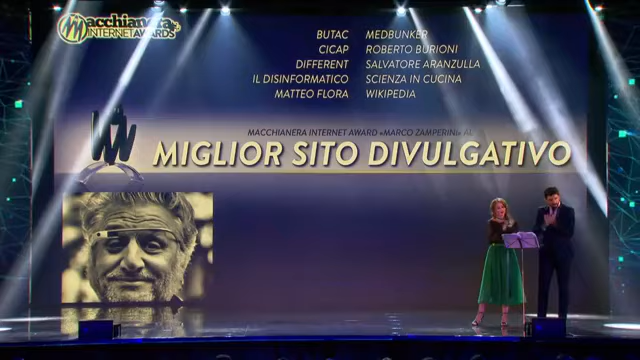 Macchianera
INTERNET AWARDS
BUTAC MEDBUNKER
CICAP ROBERTO BURIONI
DIFFERENT SALVATORE ARANZULLA
IL DISINFORMATICO SCIENZA IN CUCINA
MATTEO FLORA WIKIPEDIA
MACCHIANERA INTERNET AWARD «MARCO ZAMPERINI» AL
MIGLIOR SITO DIVULGATIVO